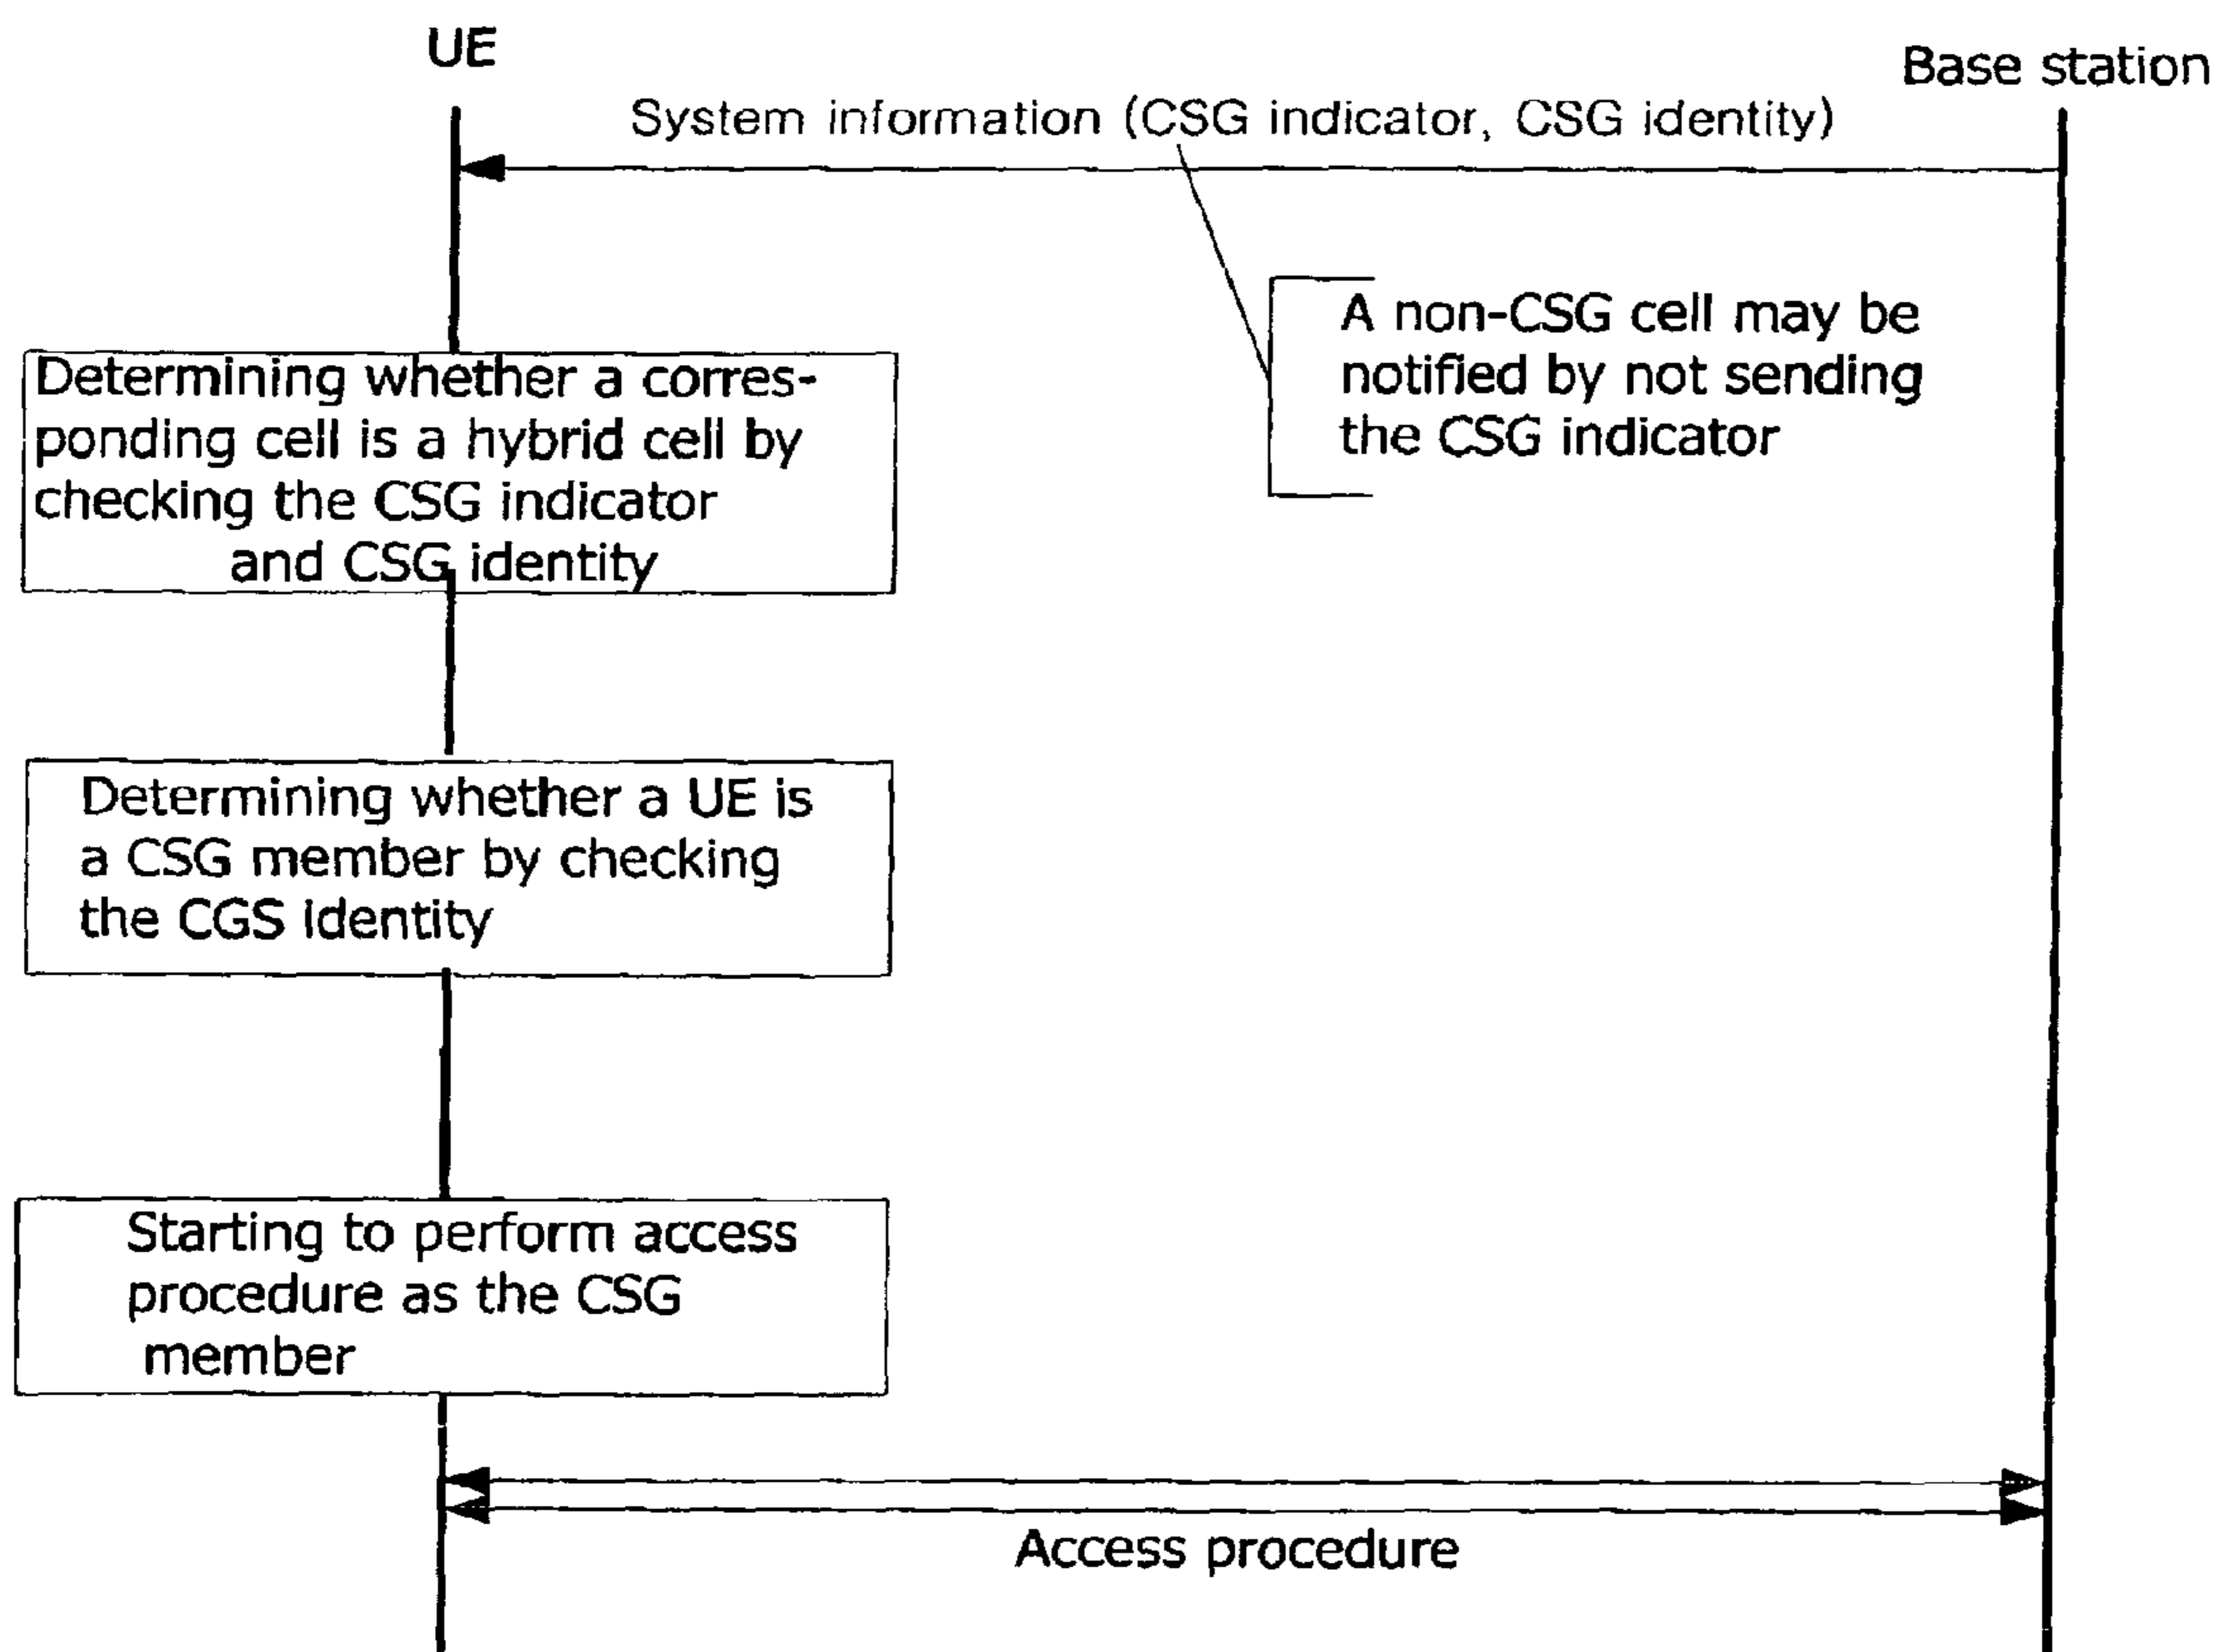 UE
Base station
System information (CSG indicator, CSG identity)
A non-CSG cell may be
notified by not sending
the CSG indicator
Determining whether a corres-
ponding cell is a hybrid cell by
checking the CSG indicator
and CSG identity
Determining whether a UE is
a CSG member by checking
the CGS identity
Starting to perform access
procedure as the CSG
member
Access procedure